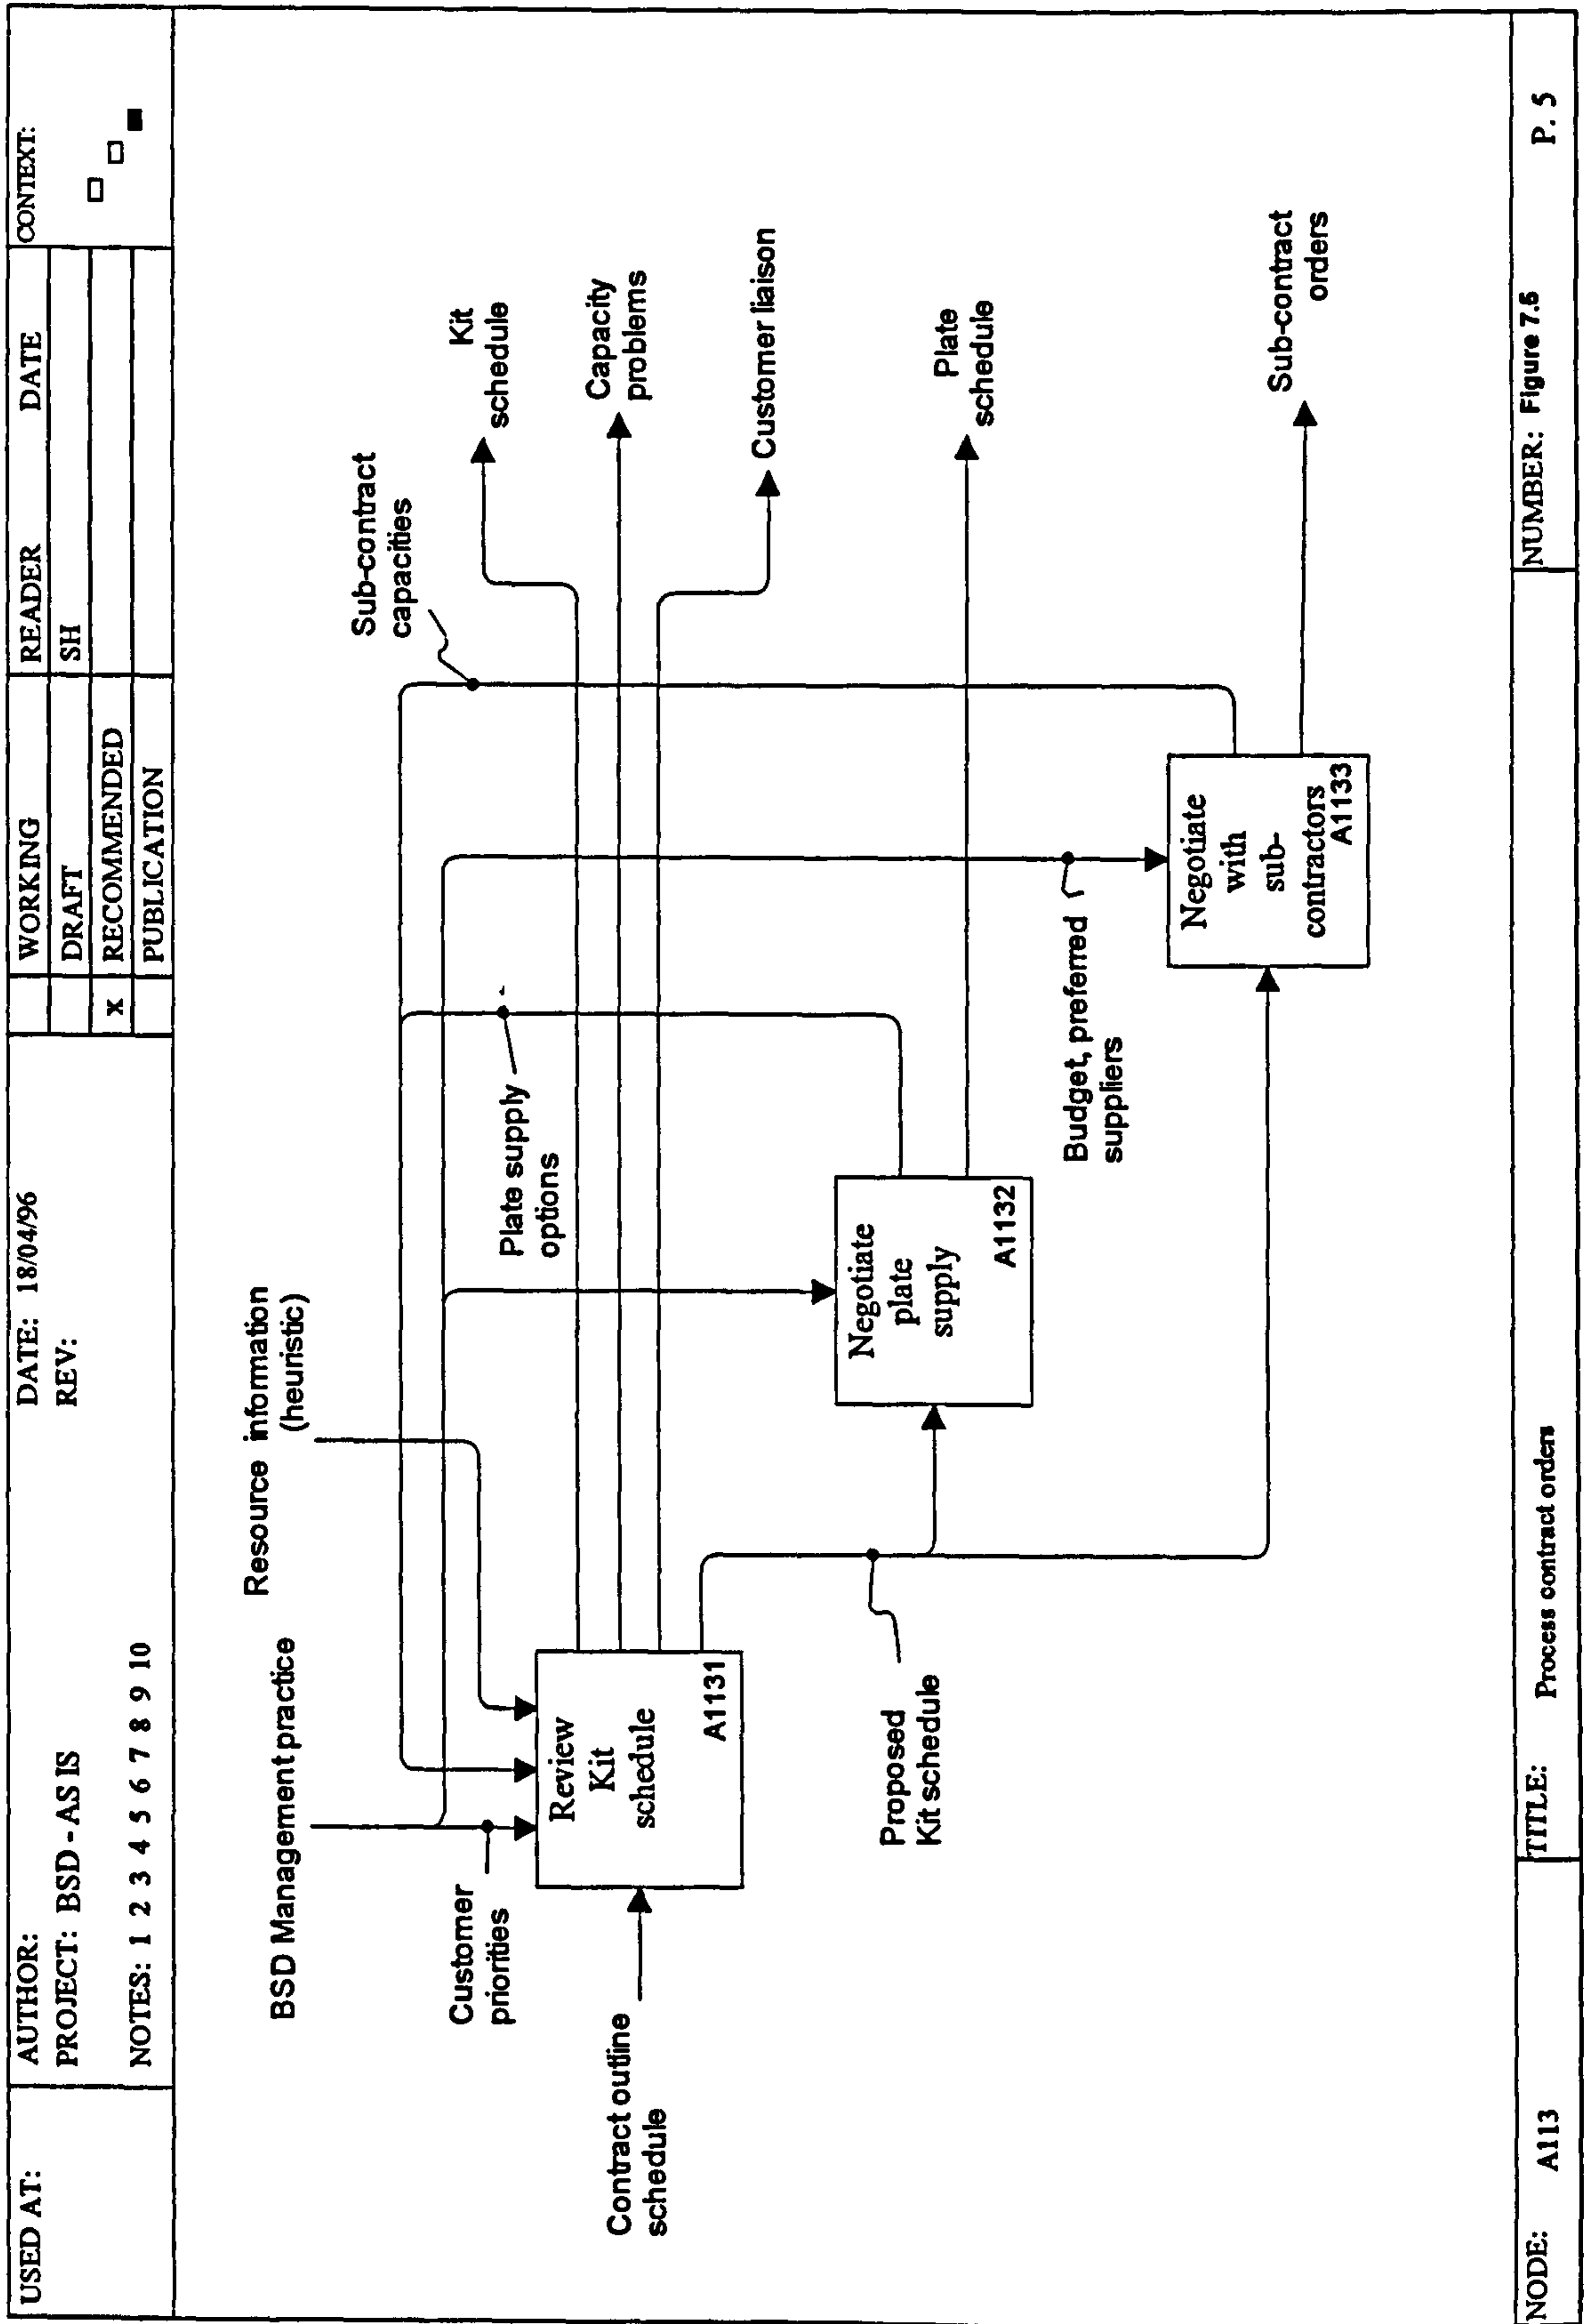 USED AT:
AUTHOR:
PROJECT: BSD - AS IS
NOTES: 1 2 3 4 5 6 7 8 9 10
DATE: 18/04/96
REV:
WORKING
DRAFT
x RECOMMENDED
PUBLICATION
READER DATE
SH
CONTEXT:
BSD Management practice
Resource information
(heuristic)
Sub-contract
capacities
Customer
priorities
Plate supply
options
Kit
schedule
Capacity
problems
Customer liaison
Contract outline
schedule
Review
Kit
schedule
A1131
Proposed
Kit schedule
Negotiate
plate
supply
A1132
Plate
schedule
Budget, preferred
suppliers
Negotiate
with
sub-
contractors
A1133
Sub-contract
orders
NODE: A113
TITLE: Process contract orders
NUMBER: Figure 7.5
P. 5